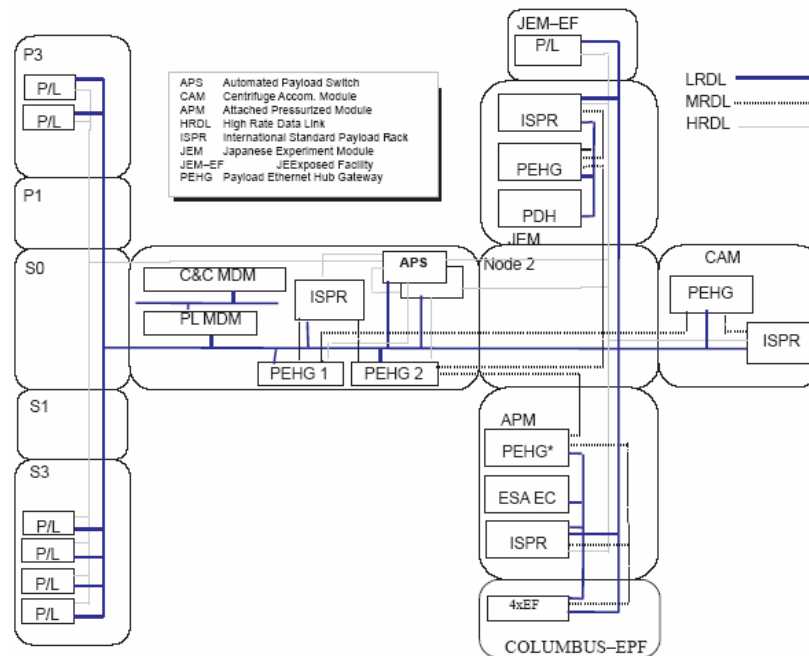 P3
P/L
P/L
P1
S0
S1
S3
P/L
P/L
P/L
P/L
APS Automated Payload Switch
CAM Centrifuge Accom. Module
APM Attached Pressurized Module
HRDL High Rate Data Link
ISPR International Standard Payload Rack
JEM Japanese Experiment Module
JEM–EF JEExposed Facility
PEHG Payload Ethernet Hub Gateway
C&C MDM
PL MDM
ISPR
APS
PEHG 1
PEHG 2
JEM–EF
P/L
ISPR
PEHG
PDH
JEM
Node 2
APM
PEHG*
ESA EC
ISPR
4xEF
COLUMBUS–EPF
LRDL
MRDL
HRDL
CAM
PEHG
ISPR